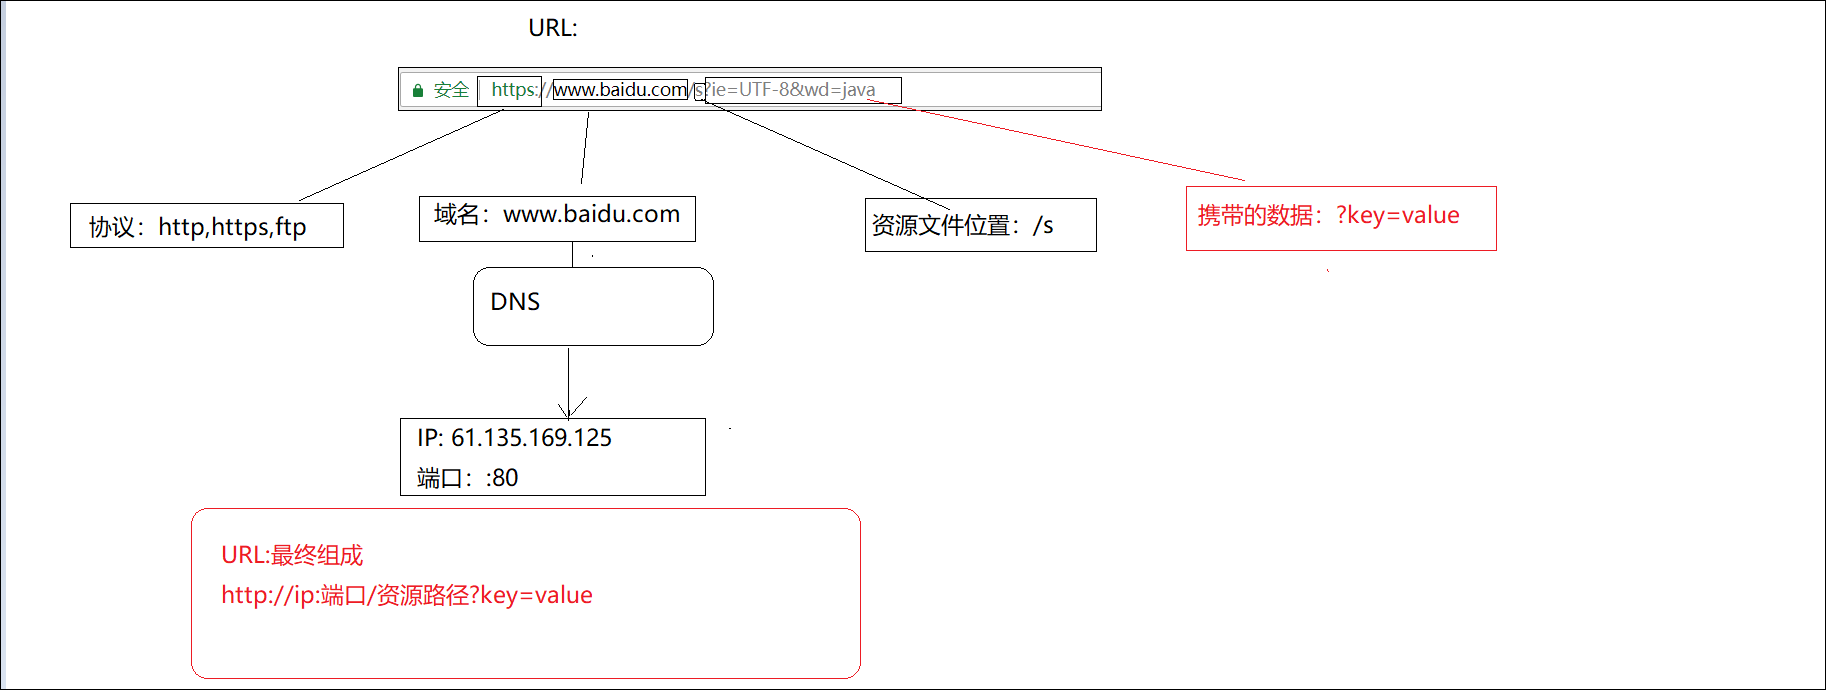 URL:
安全 https://www.baidu.com/s?ie=UTF-8&wd=java
协议：http,https,ftp
域名：www.baidu.com
资源文件位置：/s
携带的数据：?key=value
DNS
IP: 61.135.169.125
端口：:80
URL:最终组成
http://ip:端口/资源路径?key=value